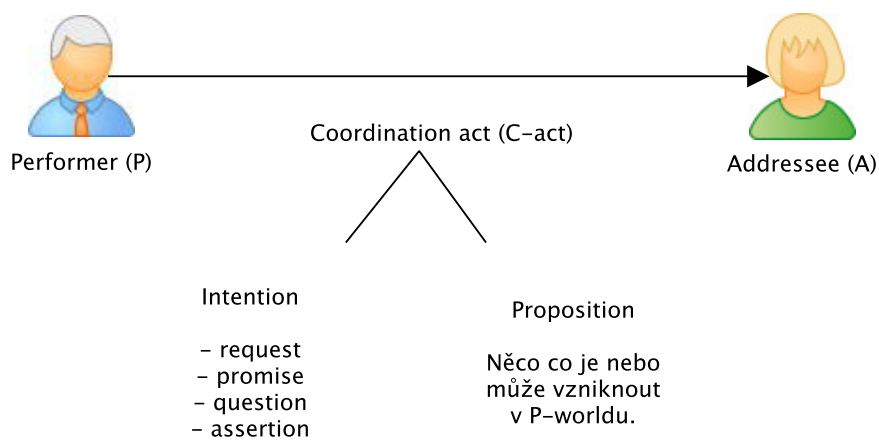 Performer (P)
Coordination act (C-act)
Addressee (A)
Intention
– request
– promise
– question
– assertion
Proposition
Něco co je nebo
může vzniknout
v P-worldu.